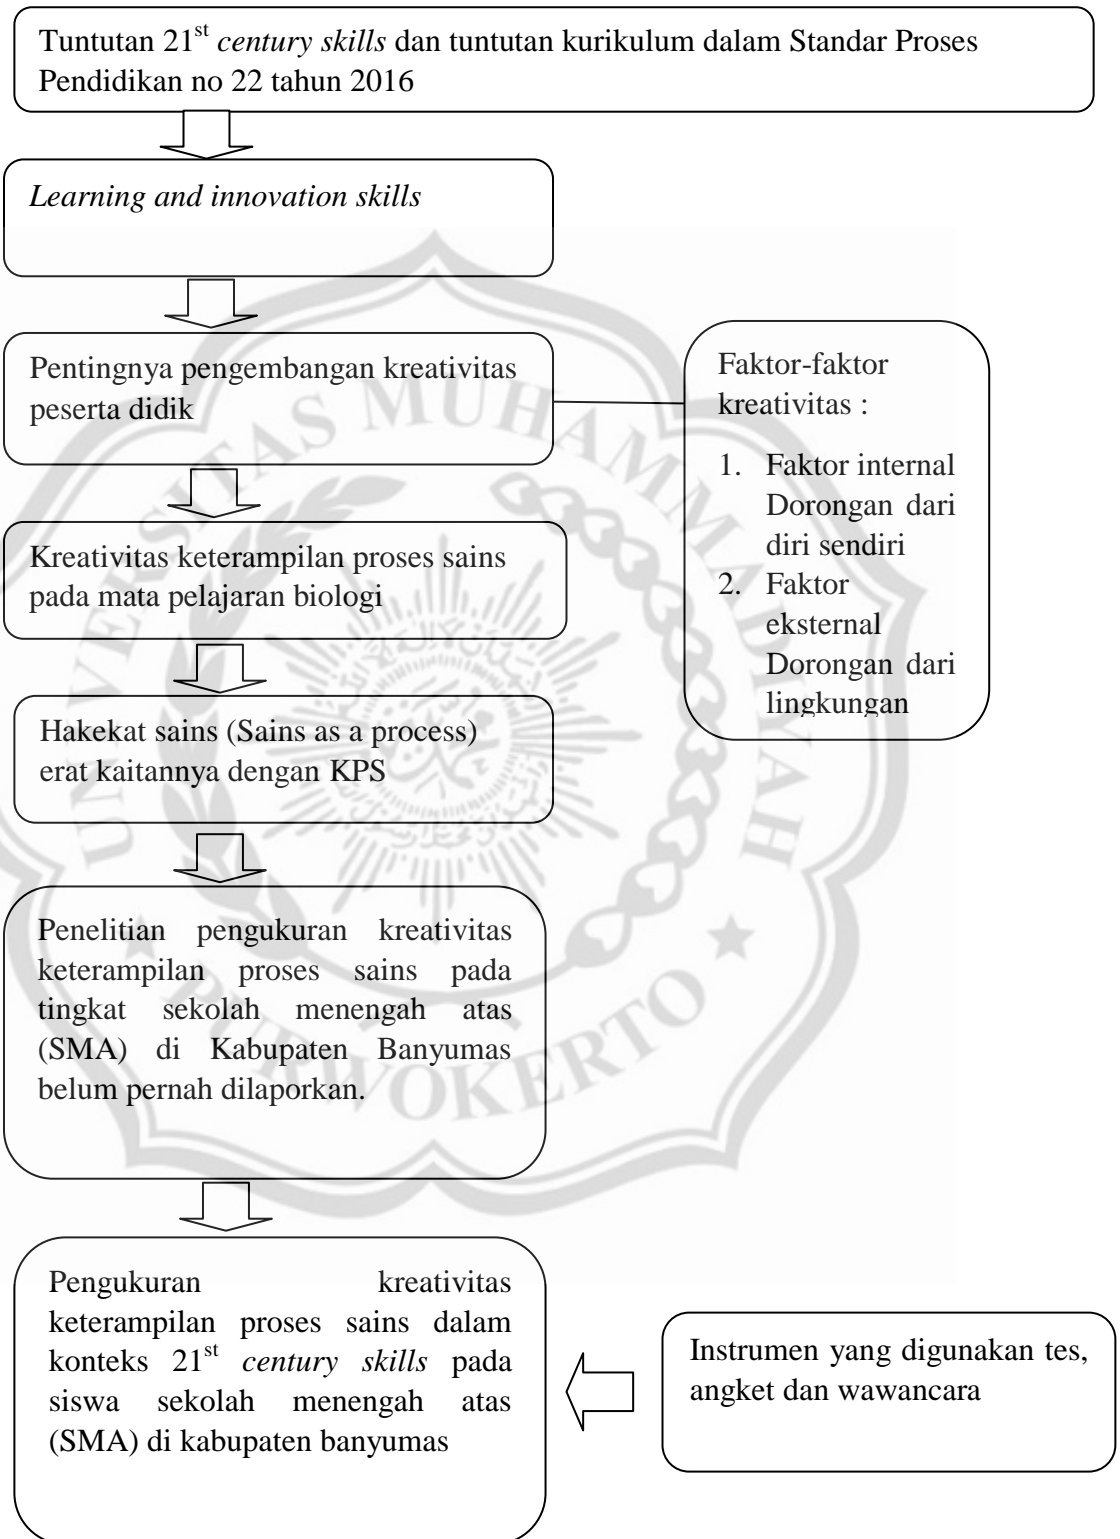 Tuntutan 21st century skills dan tuntutan kurikulum dalam Standar Proses
Pendidikan no 22 tahun 2016
Learning and innovation skills
Pentingnya pengembangan kreativitas
peserta didik
Faktor-faktor
kreativitas :
1. Faktor internal
Dorongan dari
diri sendiri
2. Faktor
eksternal
Dorongan dari
lingkungan
Kreativitas keterampilan proses sains
pada mata pelajaran biologi
Hakekat sains (Sains as a process)
erat kaitannya dengan KPS
Penelitian pengukuran kreativitas
keterampilan proses sains pada
tingkat sekolah menengah atas
(SMA) di Kabupaten Banyumas
belum pernah dilaporkan.
Pengukuran kreativitas
keterampilan proses sains dalam
konteks 21st century skills pada
siswa sekolah menengah atas
(SMA) di kabupaten banyumas
Instrumen yang digunakan tes,
angket dan wawancara
UNIVERSITAS MUHAMMADIYAH
PURWOKERTO